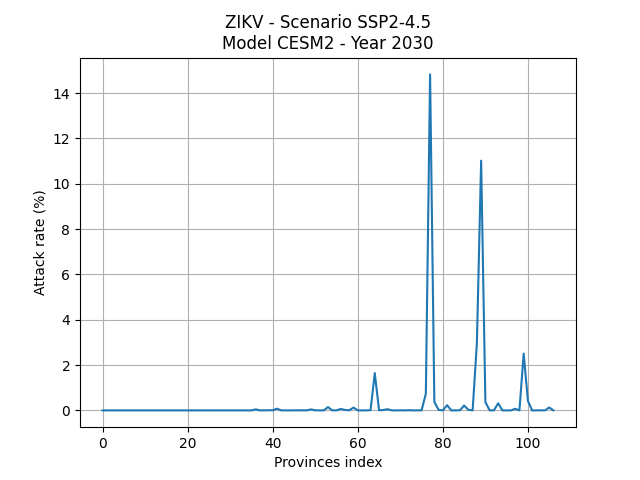 ZIKV - Scenario SSP2-4.5
Model CESM2 - Year 2030
Attack rate (%)
14
12
10
8
6
4
2
0
0 20 40 60 80 100
Provinces index